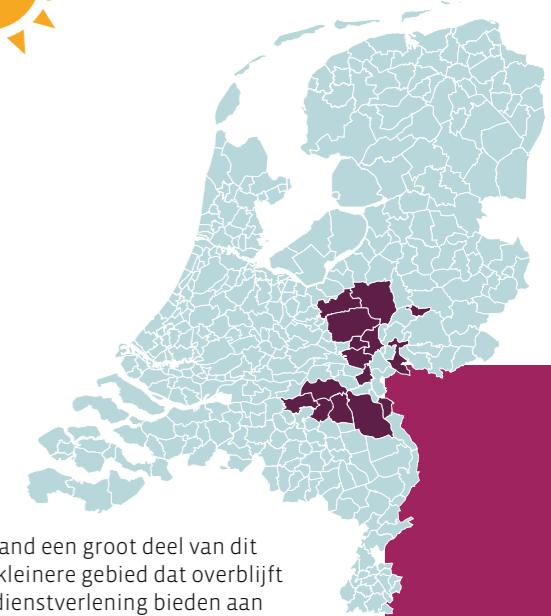 and een groot deel van dit
kleinere gebied dat overblijft
dienstverlening bieden aan